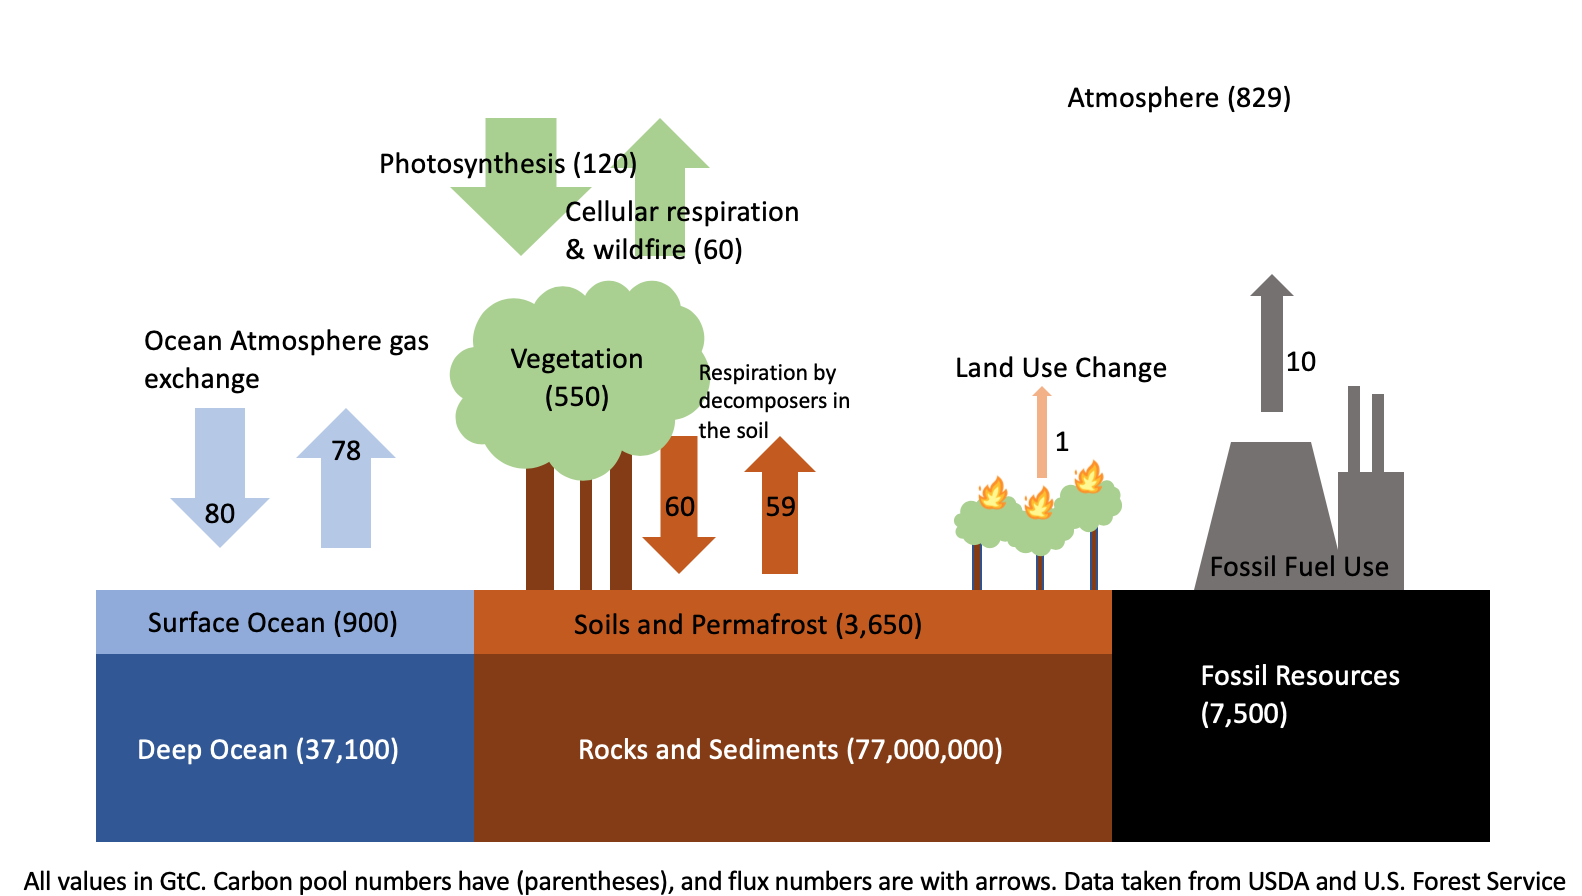 Atmosphere (829)
Photosynthesis (120)
Cellular respiration
& wildfire (60)
Ocean Atmosphere gas
exchange
80
78
Vegetation
(550)
Respiration by
decomposers in
the soil
60
59
Land Use Change
1
10
Fossil Fuel Use
Surface Ocean (900)
Soils and Permafrost (3,650)
Fossil Resources
(7,500)
Deep Ocean (37,100)
Rocks and Sediments (77,000,000)
All values in GtC. Carbon pool numbers have (parentheses), and flux numbers are with arrows. Data taken from USDA and U.S. Forest Service